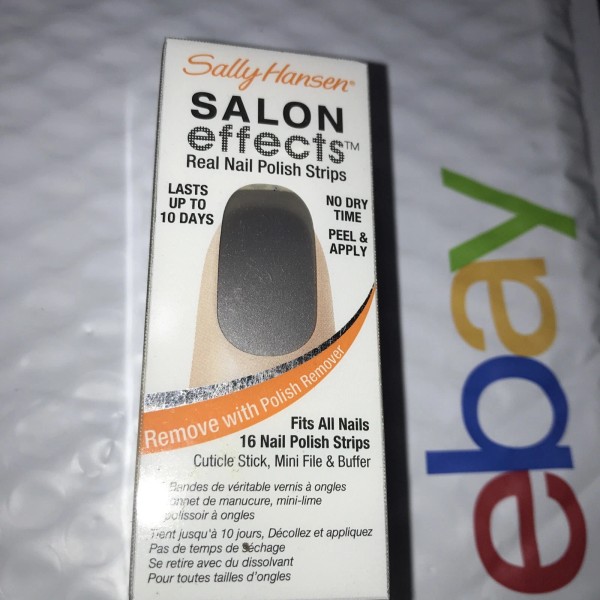 Sally Hansen®
SALON
effects™
Real Nail Polish Strips
LASTS
UP TO
10 DAYS
NO DRY
TIME
PEEL &
APPLY
Remove with Polish Remover
Fits All Nails
16 Nail Polish Strips
Cuticle Stick, Mini File & Buffer
Bandes de véritable vernis à ongles
de manucure, mini-lime
polissoir à ongles
Tient jusqu'à 10 jours, Décollez et appliquez
Pas de temps de séchage
Se retire avec du dissolvant
Pour toutes tailles d'ongles
ebay